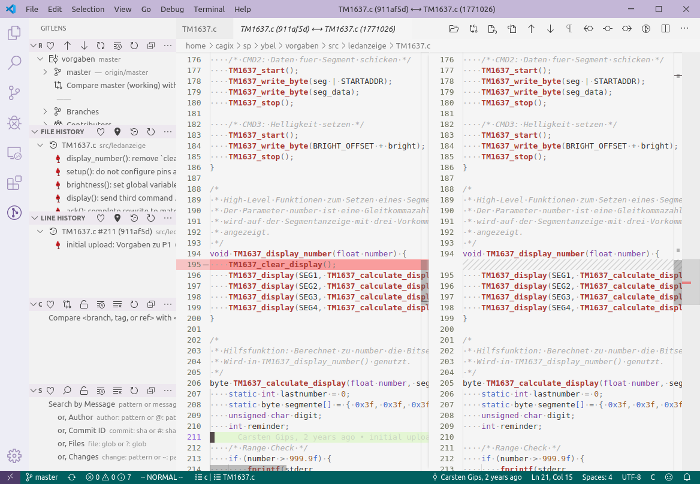 File Edit Selection View Go Debug Terminal Help
TM1637.c (911af5d) ⟷ TM1637.c (1771026)
GITLENS
TM1637.c
TM1637.c (911af5d) ⟷ TM1637.c (1771026)
home › cagix › sp › ybel › vorgaben › src › ledanzeige › TM1637.c
R
vorgaben master
master · origin/master
Compare master (working) with
Branches
Contributors
FILE HISTORY
TM1637.c src/ledanzeige
display_number(): remove `clea
setup(): do not configure pins a
brightness(): set global variable
display(): send third command
LINE HISTORY
TM1637.c #211 (911af5d) src/lec
initial upload: Vorgaben zu P1
C
Compare <branch, tag, or ref> with <
S
Search by Message pattern or messag
or, Author author: pattern or @: patt
or, Commit ID commit: sha or #: sha
or, Files file: glob or ?: glob
or, Changes change: pattern or ~: pa
176 /* CMD2: Daten fuer Segment schicken */
177 TM1637_start();
178 TM1637_write_byte(seg | STARTADDR);
179 TM1637_write_byte(seg_data);
180 TM1637_stop();
181
182 /* CMD3: Helligkeit setzen */
183 TM1637_start();
184 TM1637_write_byte(BRIGHT_OFFSET + bright);
185 TM1637_stop();
186 }
187
188 /*
189 * High-Level Funktionen zum Setzen eines Segm
190 * Der Parameter number ist eine Gleitkommazahl
191 * wird auf der Segmentanzeige mit drei Vorkomm
192 * angezeigt.
193 */
194 void TM1637_display_number(float number) {
195 TM1637_clear_display();
196 TM1637_display(SEG1, TM1637_calculate_disp
197 TM1637_display(SEG2, TM1637_calculate_disp
198 TM1637_display(SEG3, TM1637_calculate_disp
199 TM1637_display(SEG4, TM1637_calculate_disp
200 }
201
202 /*
203 * Hilfsfunktion: Berechnet zu number die Bitse
204 * Wird in TM1637_display_number() genutzt.
205 */
206 byte TM1637_calculate_display(float number, seg
207 static int lastnumber = 0;
208 static byte segmente[] = { 0x3f, 0x3f, 0x3
209 unsigned char digit;
210 int reminder;
211 Carsten Gips, 2 years ago • initial uploa
212 /* Range Check */
213 if (number > 999.9f) {
214 fprintf(stderr
176 /* CMD2: Daten fuer Segment schicken */
177 TM1637_start();
178 TM1637_write_byte(seg | STARTADDR);
179 TM1637_write_byte(seg_data);
180 TM1637_stop();
181
182 /* CMD3: Helligkeit setzen */
183 TM1637_start();
184 TM1637_write_byte(BRIGHT_OFFSET + bright);
185 TM1637_stop();
186 }
187
188 /*
189 * High-Level Funktionen zum Setzen eines Segm
190 * Der Parameter number ist eine Gleitkommazahl
191 * wird auf der Segmentanzeige mit drei Vorkomm
192 * angezeigt.
193 */
194 void TM1637_display_number(float number) {
195 TM1637_display(SEG1, TM1637_calculate_displ
196 TM1637_display(SEG2, TM1637_calculate_displ
197 TM1637_display(SEG3, TM1637_calculate_displ
198 TM1637_display(SEG4, TM1637_calculate_displ
199 }
200
201 /*
202 * Hilfsfunktion: Berechnet zu number die Bitse
203 * Wird in TM1637_display_number() genutzt.
204 */
205 byte TM1637_calculate_display(float number, seg
206 static int lastnumber = 0;
207 static byte segmente[] = { 0x3f, 0x06, 0x
208 unsigned char digit;
209 int reminder;
210
211 /* Range Check */
212 if (number > 999.9f) {
213 fprintf(stderr
master 0 0 7 -- NORMAL -- Carsten Gips, 2 years ago Ln 21, Col 15 Spaces: 4 UTF-8 C